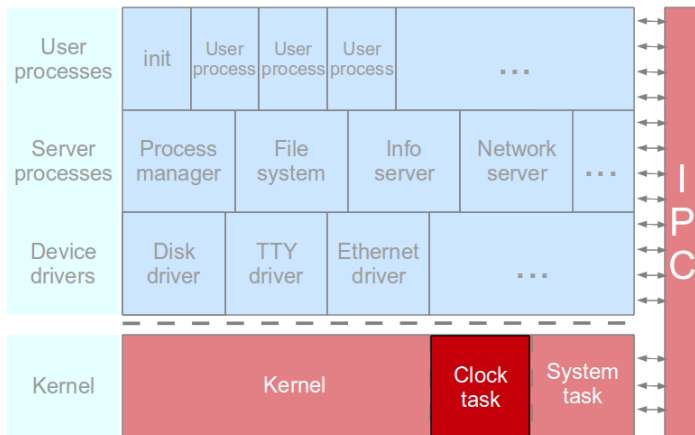 User
processes
init
User
process
User
process
User
process
...
Server
processes
Process
manager
File
system
Info
server
Network
server
...
Device
drivers
Disk
driver
TTY
driver
Ethernet
driver
...
Kernel
Kernel
Clock
task
System
task
I
P
C